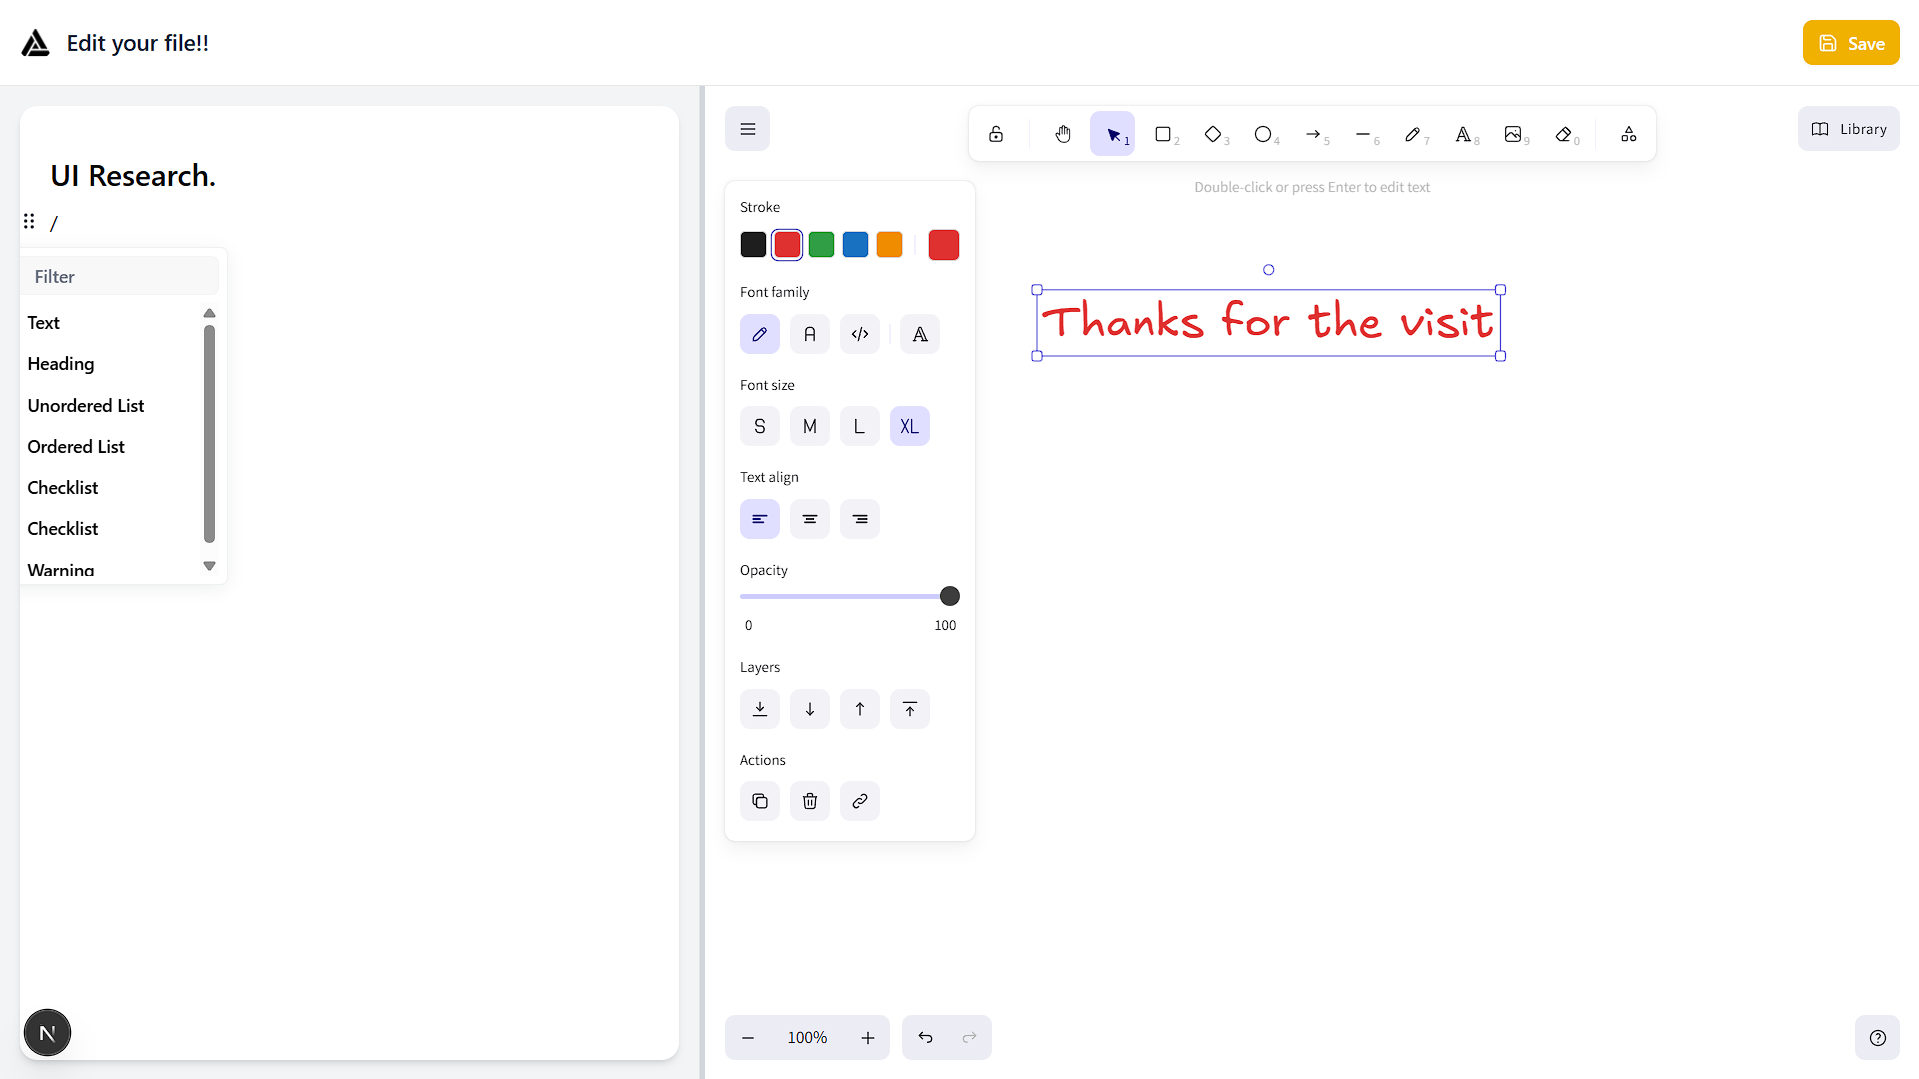 Edit your file!!
Save
UI Research.
/
Filter
Text
Heading
Unordered List
Ordered List
Checklist
Checklist
Warning
N
1
2
3
4
5
6
7
A 8
9
0
Library
Double-click or press Enter to edit text
Stroke
Font family
A
</>
A
Font size
S M L XL
Text align
Opacity
0 100
Layers
Actions
Thanks for the visit
100%
?